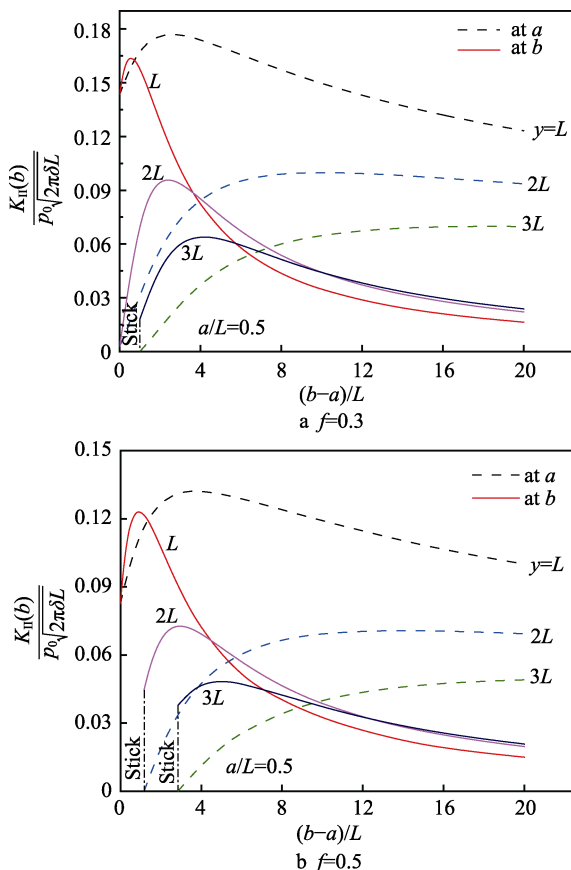 0.18
0.15
0.12
0.09
0.06
0.03
0
K_II(b)
p₀√2πδL
at a
at b
L
y=L
2L
2L
3L
3L
Stick
a/L=0.5
0 4 8 12 16 20
(b−a)/L
a f=0.3
0.15
0.12
0.09
0.06
0.03
0
K_II(b)
p₀√2πδL
at a
at b
L
y=L
2L
2L
3L
3L
Stick
Stick
a/L=0.5
0 4 8 12 16 20
(b−a)/L
b f=0.5